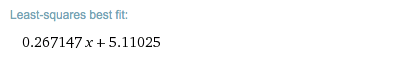 Least-squares best fit:
0.267147 x + 5.11025